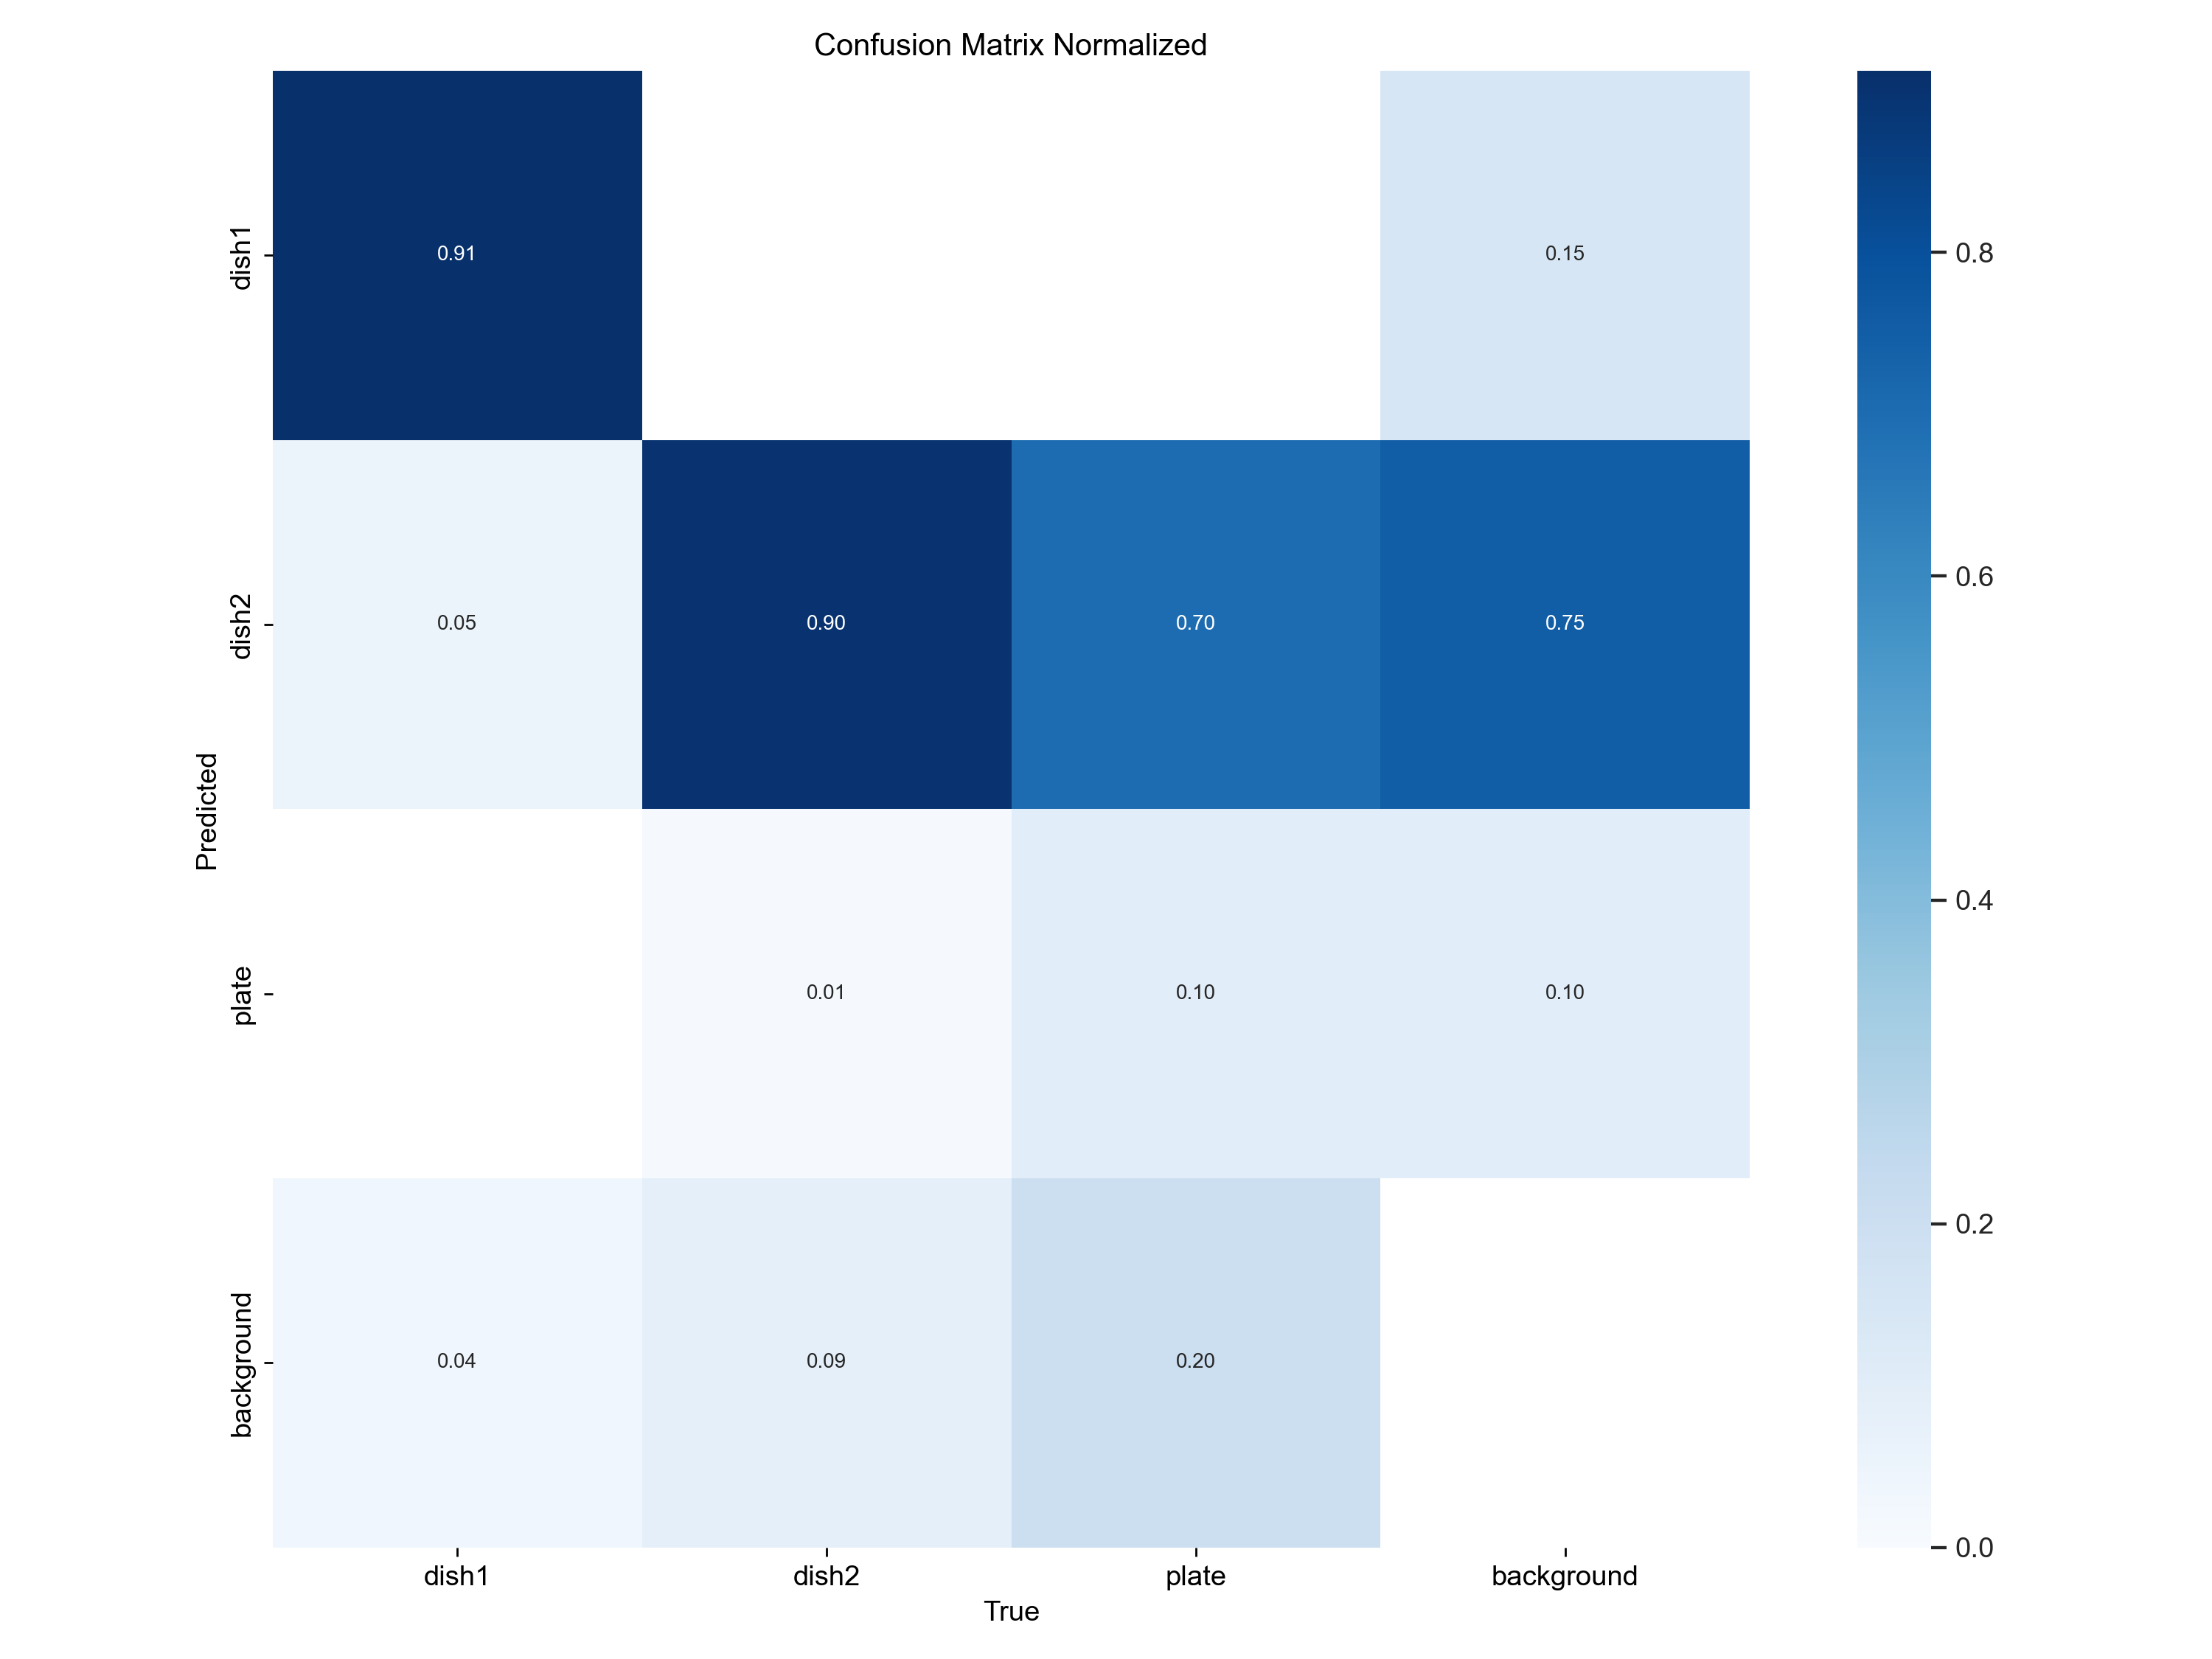 Confusion Matrix Normalized
dish1
0.91
0.15
dish2
0.05
0.90
0.70
0.75
plate
0.01
0.10
0.10
background
0.04
0.09
0.20
Predicted
dish1
dish2
plate
background
True
0.8
0.6
0.4
0.2
0.0